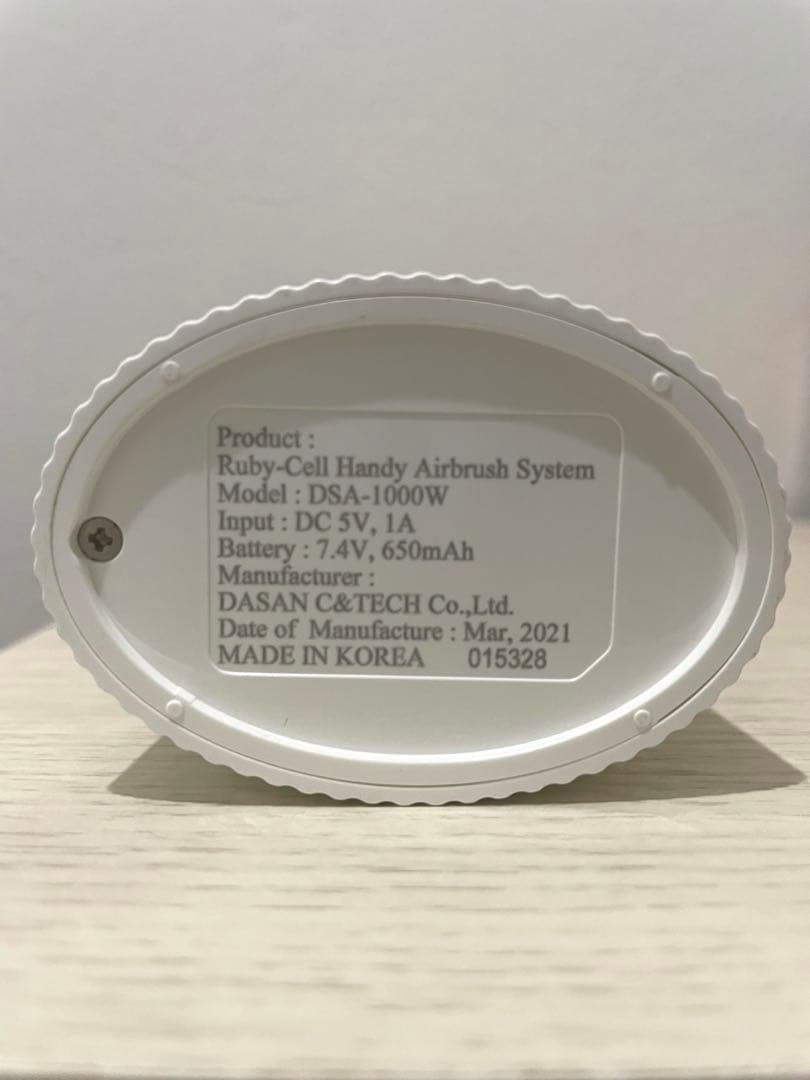 Product :
Ruby-Cell Handy Airbrush System
Model : DSA-1000W
Input : DC 5V, 1A
Battery : 7.4V, 650mAh
Manufacturer :
DASAN C&TECH Co.,Ltd.
Date of Manufacture : Mar, 2021
MADE IN KOREA 015328